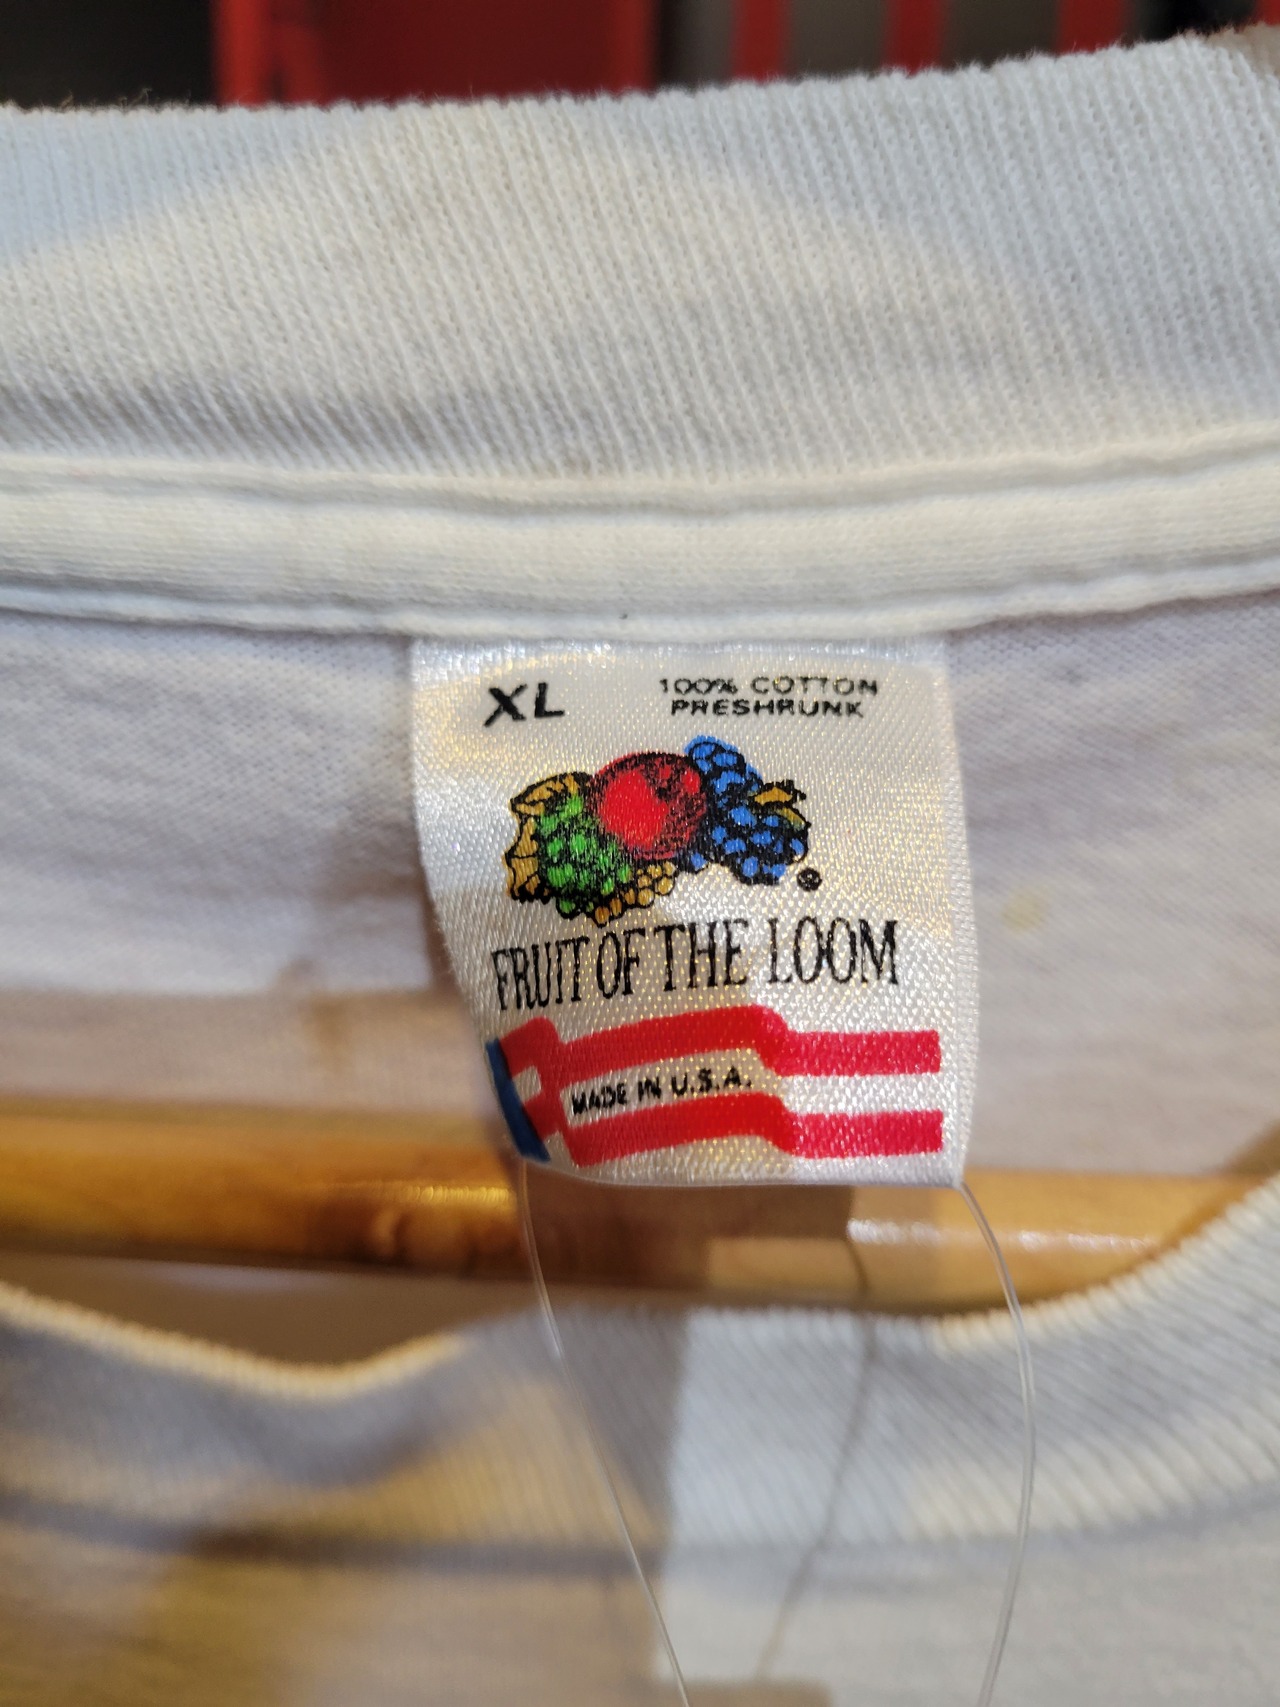 XL
100% COTTON
PRESHRUNK
®
FRUIT OF THE LOOM
MADE IN U.S.A.